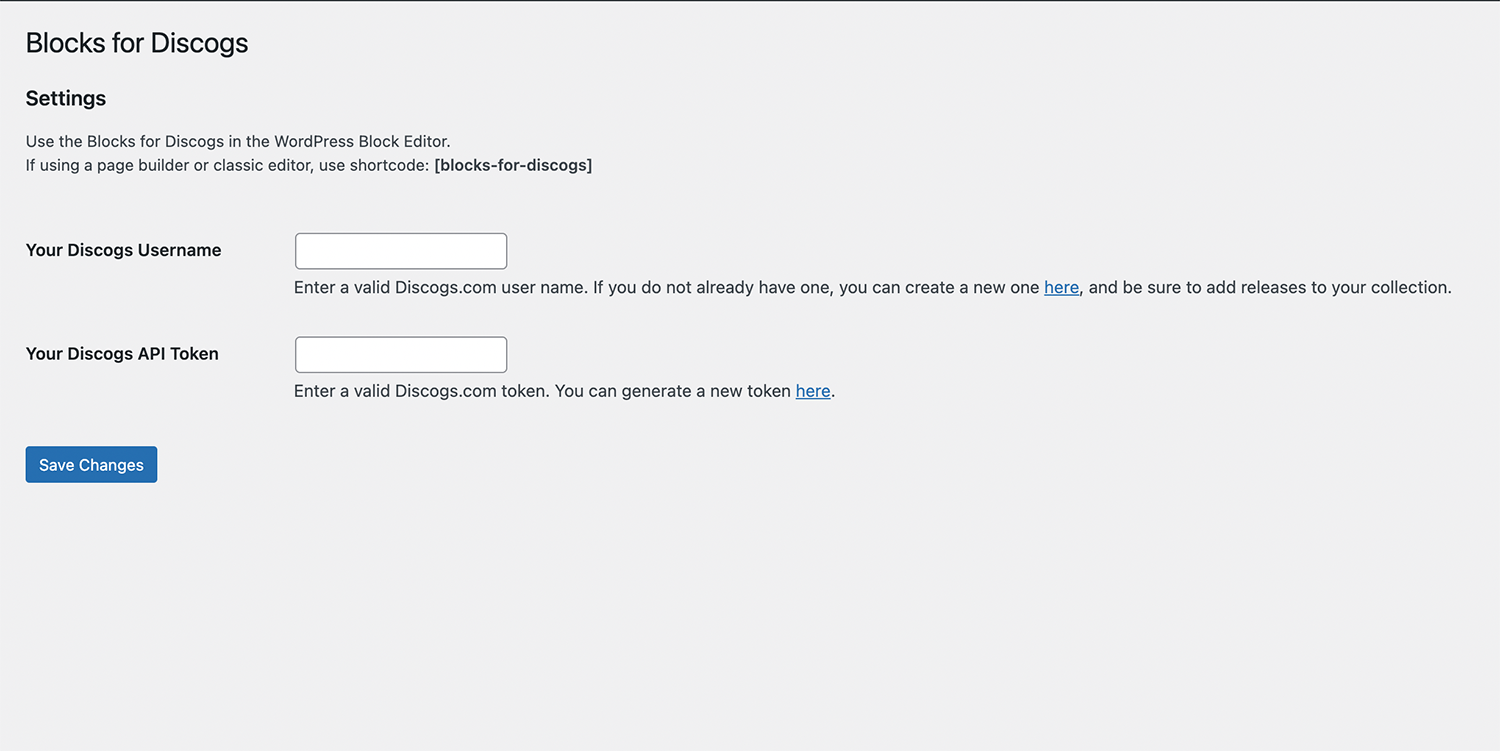 Blocks for Discogs
Settings
Use the Blocks for Discogs in the WordPress Block Editor.
If using a page builder or classic editor, use shortcode: [blocks-for-discogs]
Your Discogs Username
Enter a valid Discogs.com user name. If you do not already have one, you can create a new one here, and be sure to add releases to your collection.
Your Discogs API Token
Enter a valid Discogs.com token. You can generate a new token here.
Save Changes